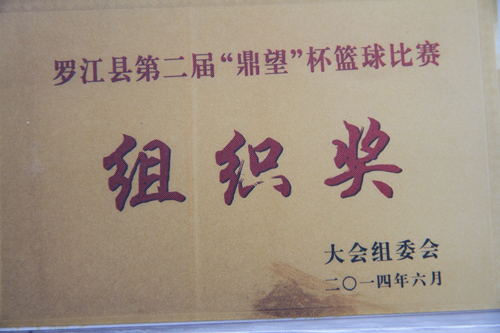 罗江县第二届“鼎望”杯篮球比赛
组织奖
大会组委会
二〇一四年六月